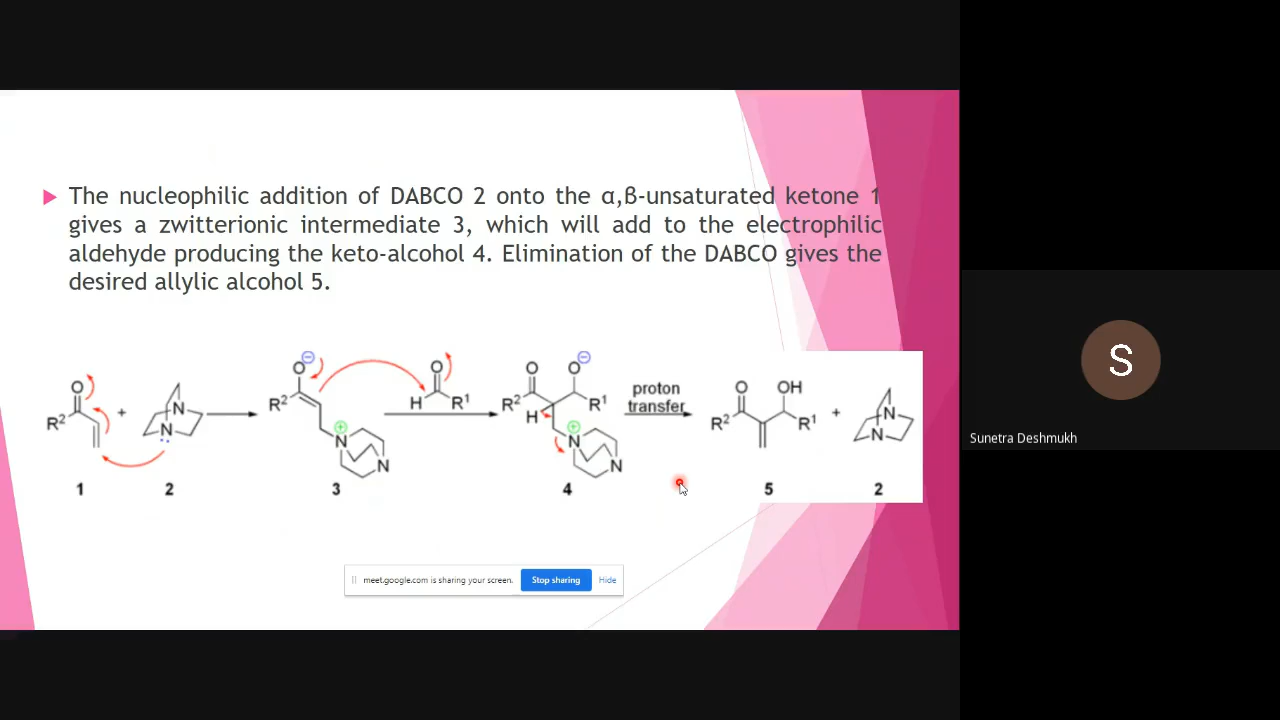 The nucleophilic addition of DABCO 2 onto the α,ß-unsaturated ketone 1
gives a zwitterionic intermediate 3, which will add to the electrophilic
aldehyde producing the keto-alcohol 4. Elimination of the DABCO gives the
desired allylic alcohol 5.
O
R²
+
N
N
O ⊖
R²
⊕
N
N
O
H R¹
O O ⊖
R² R¹
H
⊕
N
N
proton
transfer
O OH
R² R¹
+
N
N
1 2 3 4 5 2
meet.google.com is sharing your screen. Stop sharing Hide
S
Sunetra Deshmukh